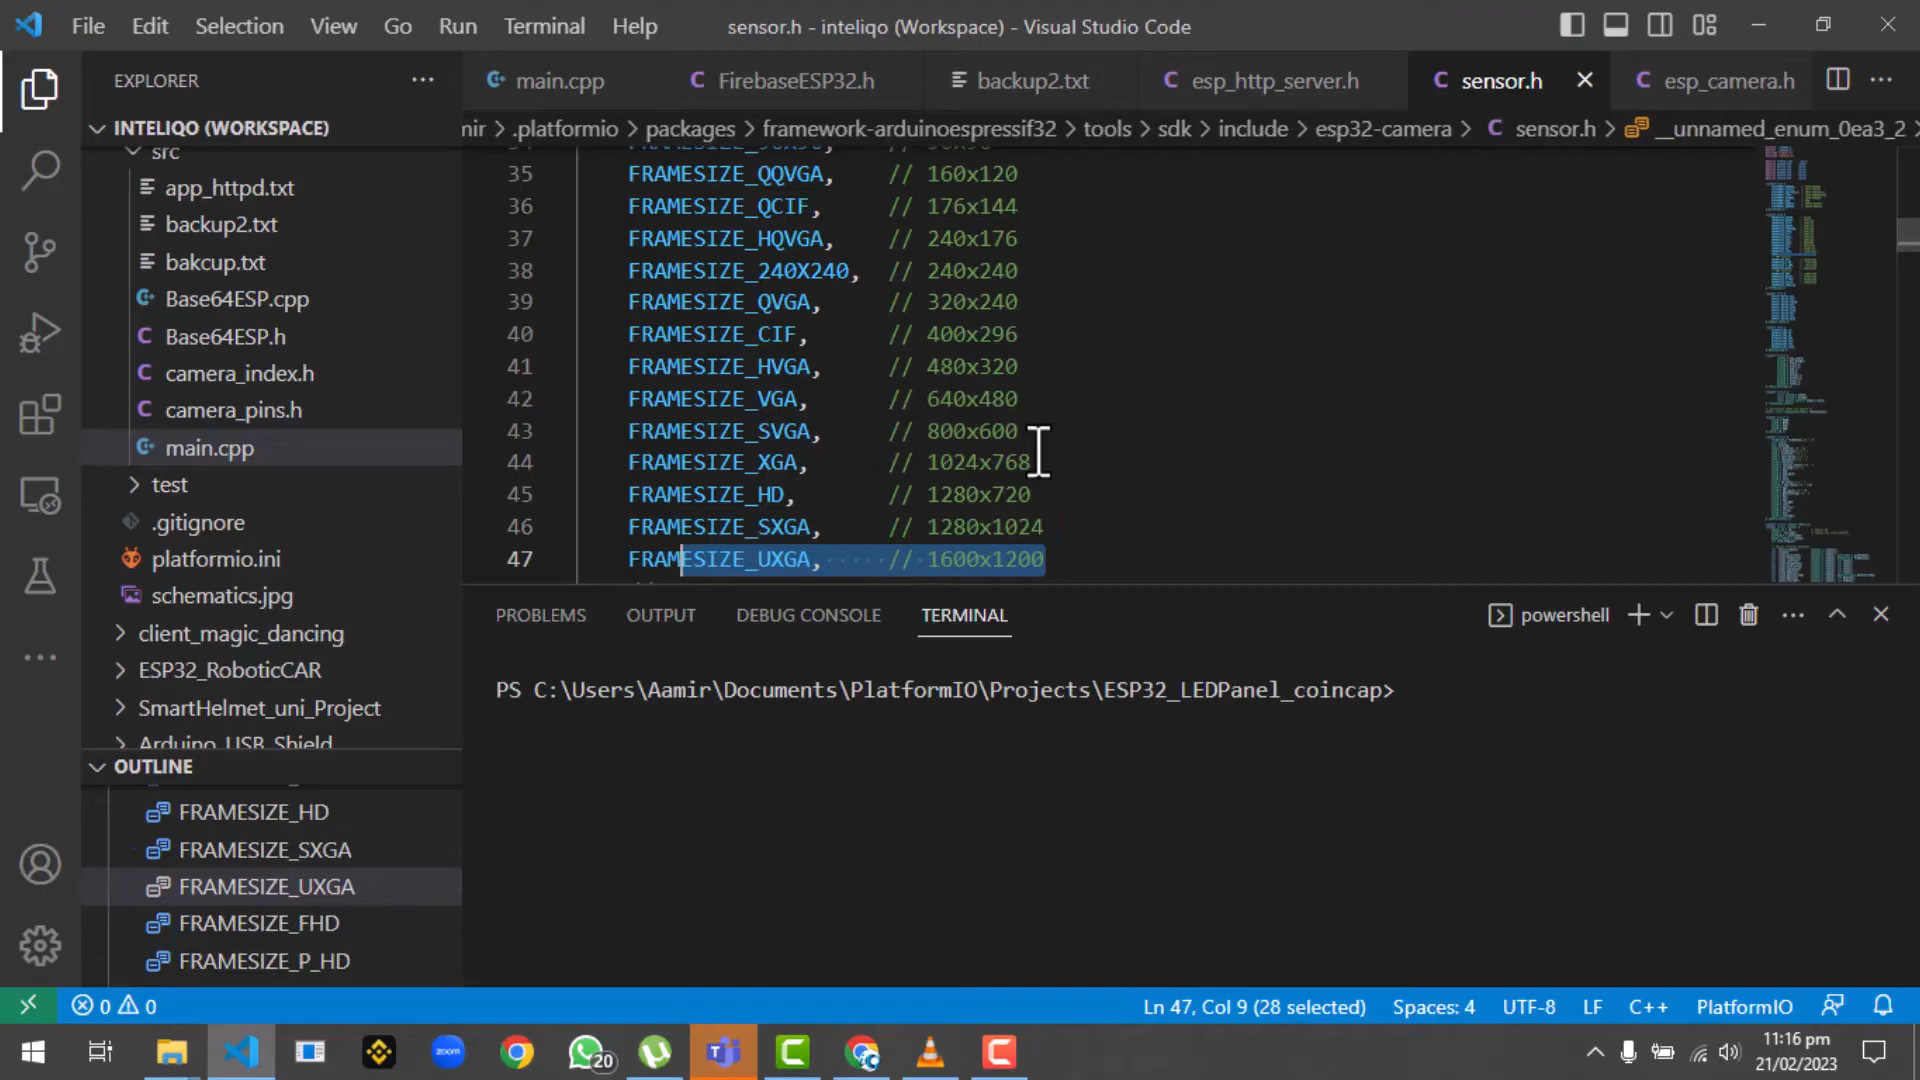 File Edit Selection View Go Run Terminal Help
sensor.h - inteliqo (Workspace) - Visual Studio Code
EXPLORER
main.cpp
FirebaseESP32.h
backup2.txt
esp_http_server.h
sensor.h
esp_camera.h
INTELIQO (WORKSPACE)
mir > .platformio > packages > framework-arduinoespressif32 > tools > sdk > include > esp32-camera > sensor.h > __unnamed_enum_0ea3_2 >
src
app_httpd.txt
backup2.txt
bakcup.txt
Base64ESP.cpp
Base64ESP.h
camera_index.h
camera_pins.h
main.cpp
test
.gitignore
platformio.ini
schematics.jpg
client_magic_dancing
ESP32_RoboticCAR
SmartHelmet_uni_Project
Arduino_USB_Shield
OUTLINE
FRAMESIZE_HD
FRAMESIZE_SXGA
FRAMESIZE_UXGA
FRAMESIZE_FHD
FRAMESIZE_P_HD
35 FRAMESIZE_QQVGA, // 160x120
36 FRAMESIZE_QCIF, // 176x144
37 FRAMESIZE_HQVGA, // 240x176
38 FRAMESIZE_240X240, // 240x240
39 FRAMESIZE_QVGA, // 320x240
40 FRAMESIZE_CIF, // 400x296
41 FRAMESIZE_HVGA, // 480x320
42 FRAMESIZE_VGA, // 640x480
43 FRAMESIZE_SVGA, // 800x600
44 FRAMESIZE_XGA, // 1024x768
45 FRAMESIZE_HD, // 1280x720
46 FRAMESIZE_SXGA, // 1280x1024
47 FRAMESIZE_UXGA, // 1600x1200
PROBLEMS OUTPUT DEBUG CONSOLE TERMINAL
powershell
PS C:\Users\Aamir\Documents\PlatformIO\Projects\ESP32_LEDPanel_coincap>
0 0
Ln 47, Col 9 (28 selected) Spaces: 4 UTF-8 LF C++ PlatformIO
zoom
20
11:16 pm
21/02/2023